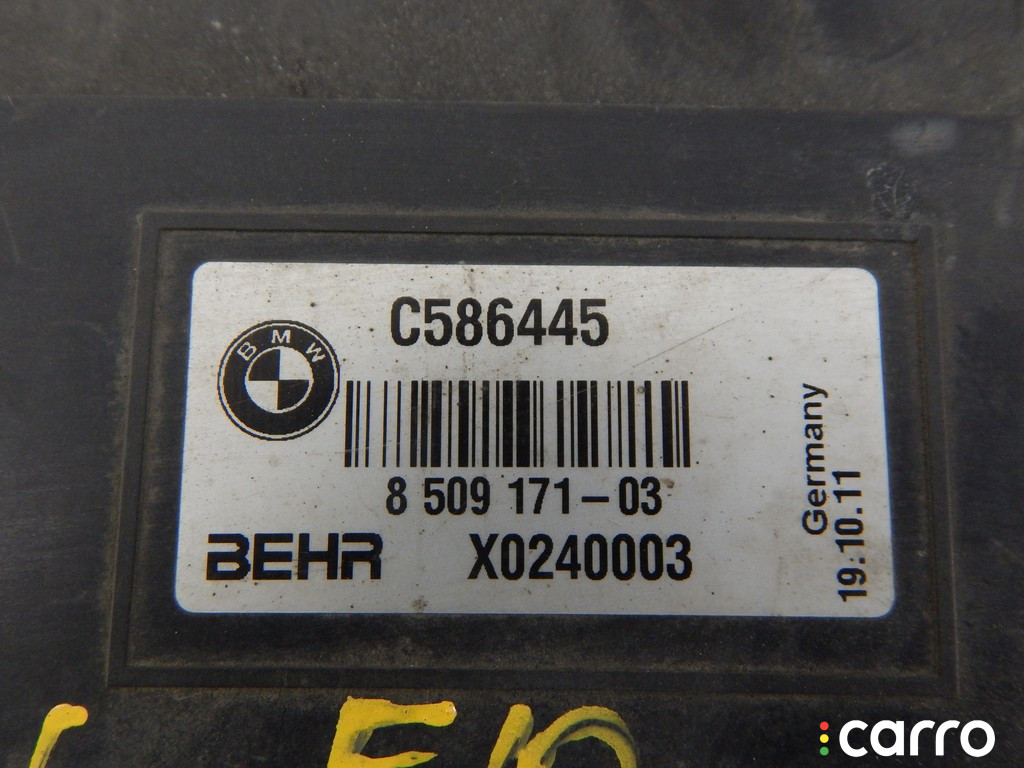 C586445
BMW
8 509 171-03
BEHR X0240003
Germany
19.10.11
carro